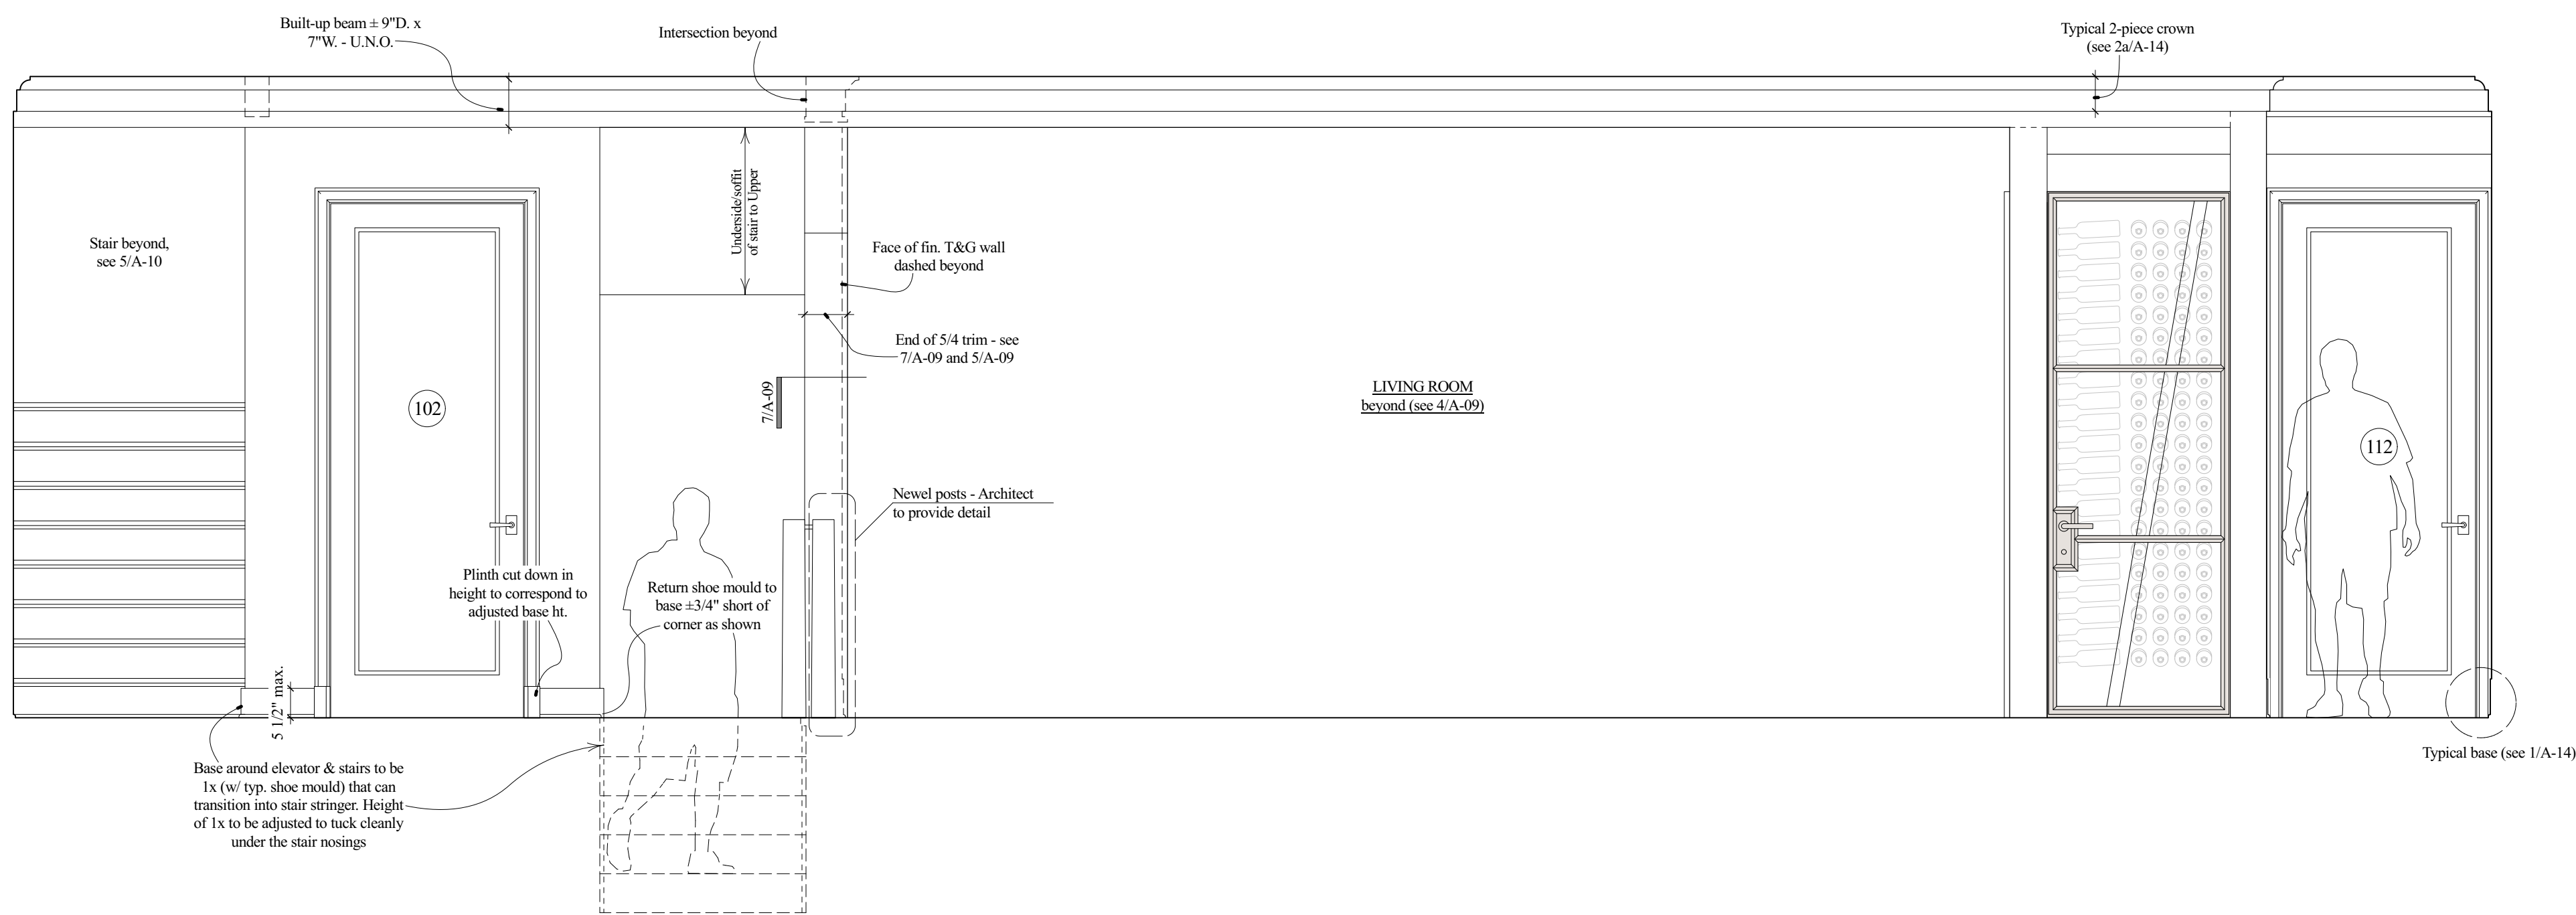 Built-up beam ± 9"D. x
7"W. - U.N.O.
Intersection beyond
Typical 2-piece crown
(see 2a/A-14)
Stair beyond,
see 5/A-10
Underside/soffit
of stair to Upper
Face of fin. T&G wall
dashed beyond
End of 5/4 trim - see
7/A-09 and 5/A-09
7/A-09
102
LIVING ROOM
beyond (see 4/A-09)
112
Newel posts - Architect
to provide detail
Plinth cut down in
height to correspond to
adjusted base ht.
Return shoe mould to
base ±3/4" short of
corner as shown
5 1/2" max.
Base around elevator & stairs to be
1x (w/ typ. shoe mould) that can
transition into stair stringer. Height
of 1x to be adjusted to tuck cleanly
under the stair nosings
Typical base (see 1/A-14)